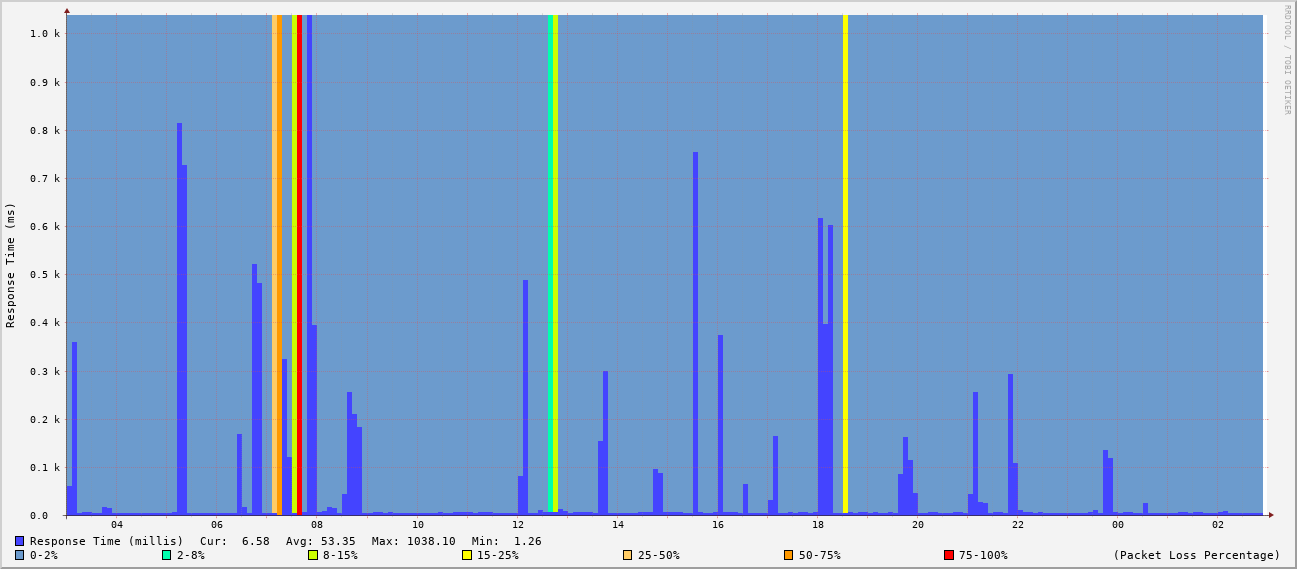 RRDTOOL / TOBI OETIKER
Response Time (ms)
1.0 k
0.9 k
0.8 k
0.7 k
0.6 k
0.5 k
0.4 k
0.3 k
0.2 k
0.1 k
0.0
04 06 08 10 12 14 16 18 20 22 00 02
Response Time (millis) Cur: 6.58 Avg: 53.35 Max: 1038.10 Min: 1.26
0-2% 2-8% 8-15% 15-25% 25-50% 50-75% 75-100% (Packet Loss Percentage)